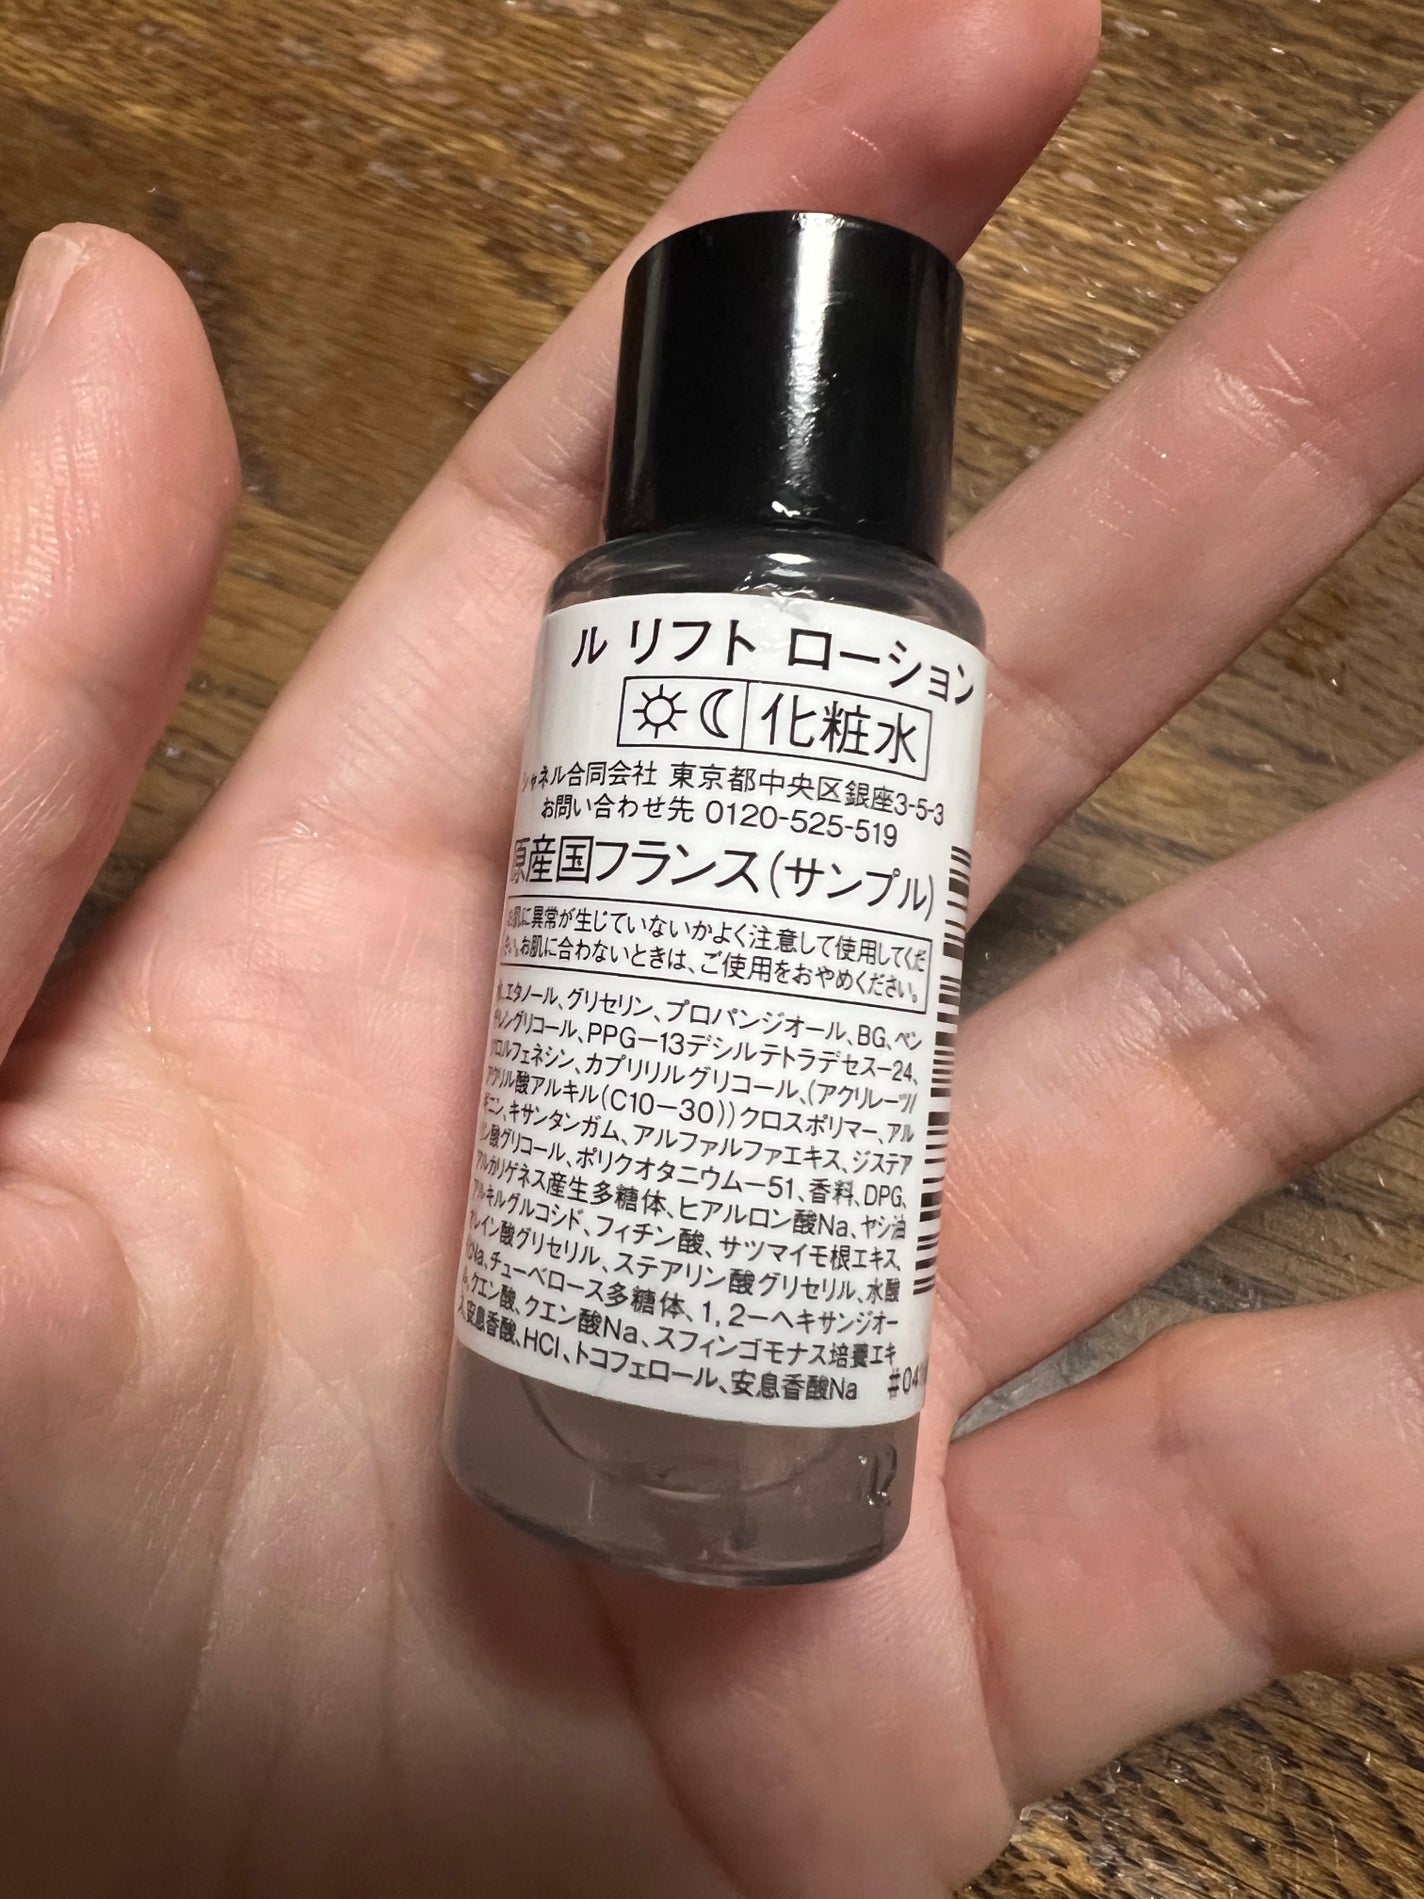 ル リフト ローション
化粧水
シャネル合同会社 東京都中央区銀座3-5-3
お問い合わせ先 0120-525-519
原産国フランス(サンプル)
お肌に異常が生じていないかよく注意して使用してくだ
さい。お肌に合わないときは、ご使用をおやめください。
水、エタノール、グリセリン、プロパンジオール、BG、ペン
チレングリコール、PPG−13デシルテトラデセス−24、
クロルフェネシン、カプリリルグリコール、(アクリレーツ/
アクリル酸アルキル(C10−30))クロスポリマー、アル
ギニン、キサンタンガム、アルファルファエキス、ジステア
リン酸グリコール、ポリクオタニウム−51、香料、DPG、
アルカリゲネス産生多糖体、ヒアルロン酸Na、ヤシ油
アルキルグルコシド、フィチン酸、サツマイモ根エキス、
オレイン酸グリセリル、ステアリン酸グリセリル、水酸
化Na、チューベロース多糖体、1,2−ヘキサンジオー
ル、クエン酸、クエン酸Na、スフィンゴモナス培養エキ
ス、安息香酸、HCl、トコフェロール、安息香酸Na
12